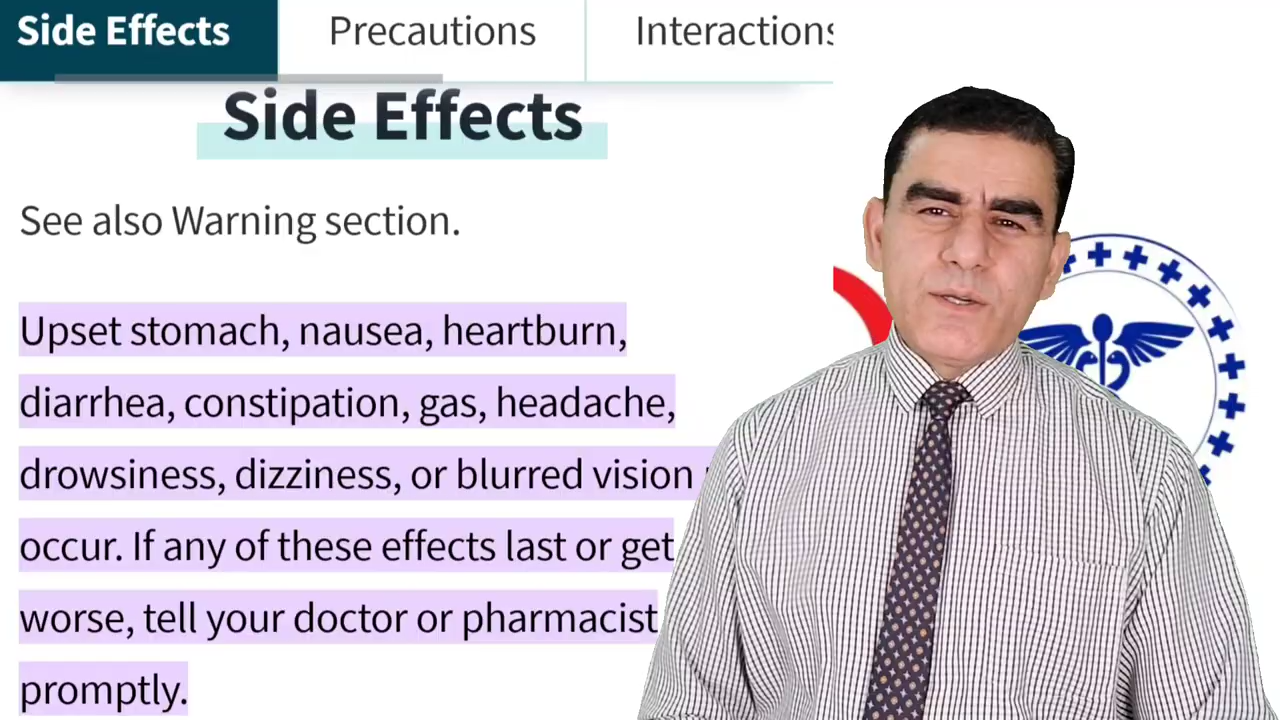 Side Effects Precautions Interactions
Side Effects
See also Warning section.
Upset stomach, nausea, heartburn,
diarrhea, constipation, gas, headache,
drowsiness, dizziness, or blurred vision
occur. If any of these effects last or get
worse, tell your doctor or pharmacist
promptly.